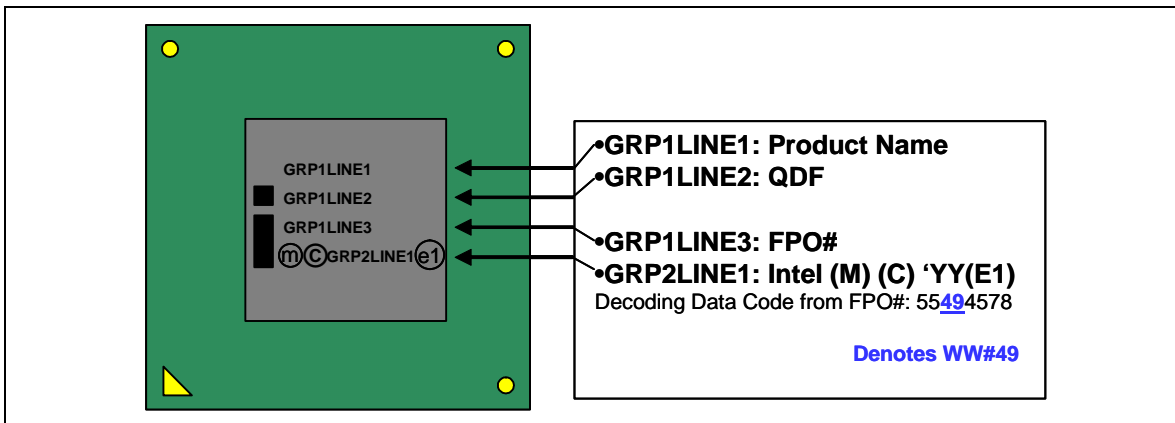 GRP1LINE1
GRP1LINE2
GRP1LINE3
m C GRP2LINE1 e1
•GRP1LINE1: Product Name
•GRP1LINE2: QDF
•GRP1LINE3: FPO#
•GRP2LINE1: Intel (M) (C) ‘YY(E1)
Decoding Data Code from FPO#: 55494578
Denotes WW#49